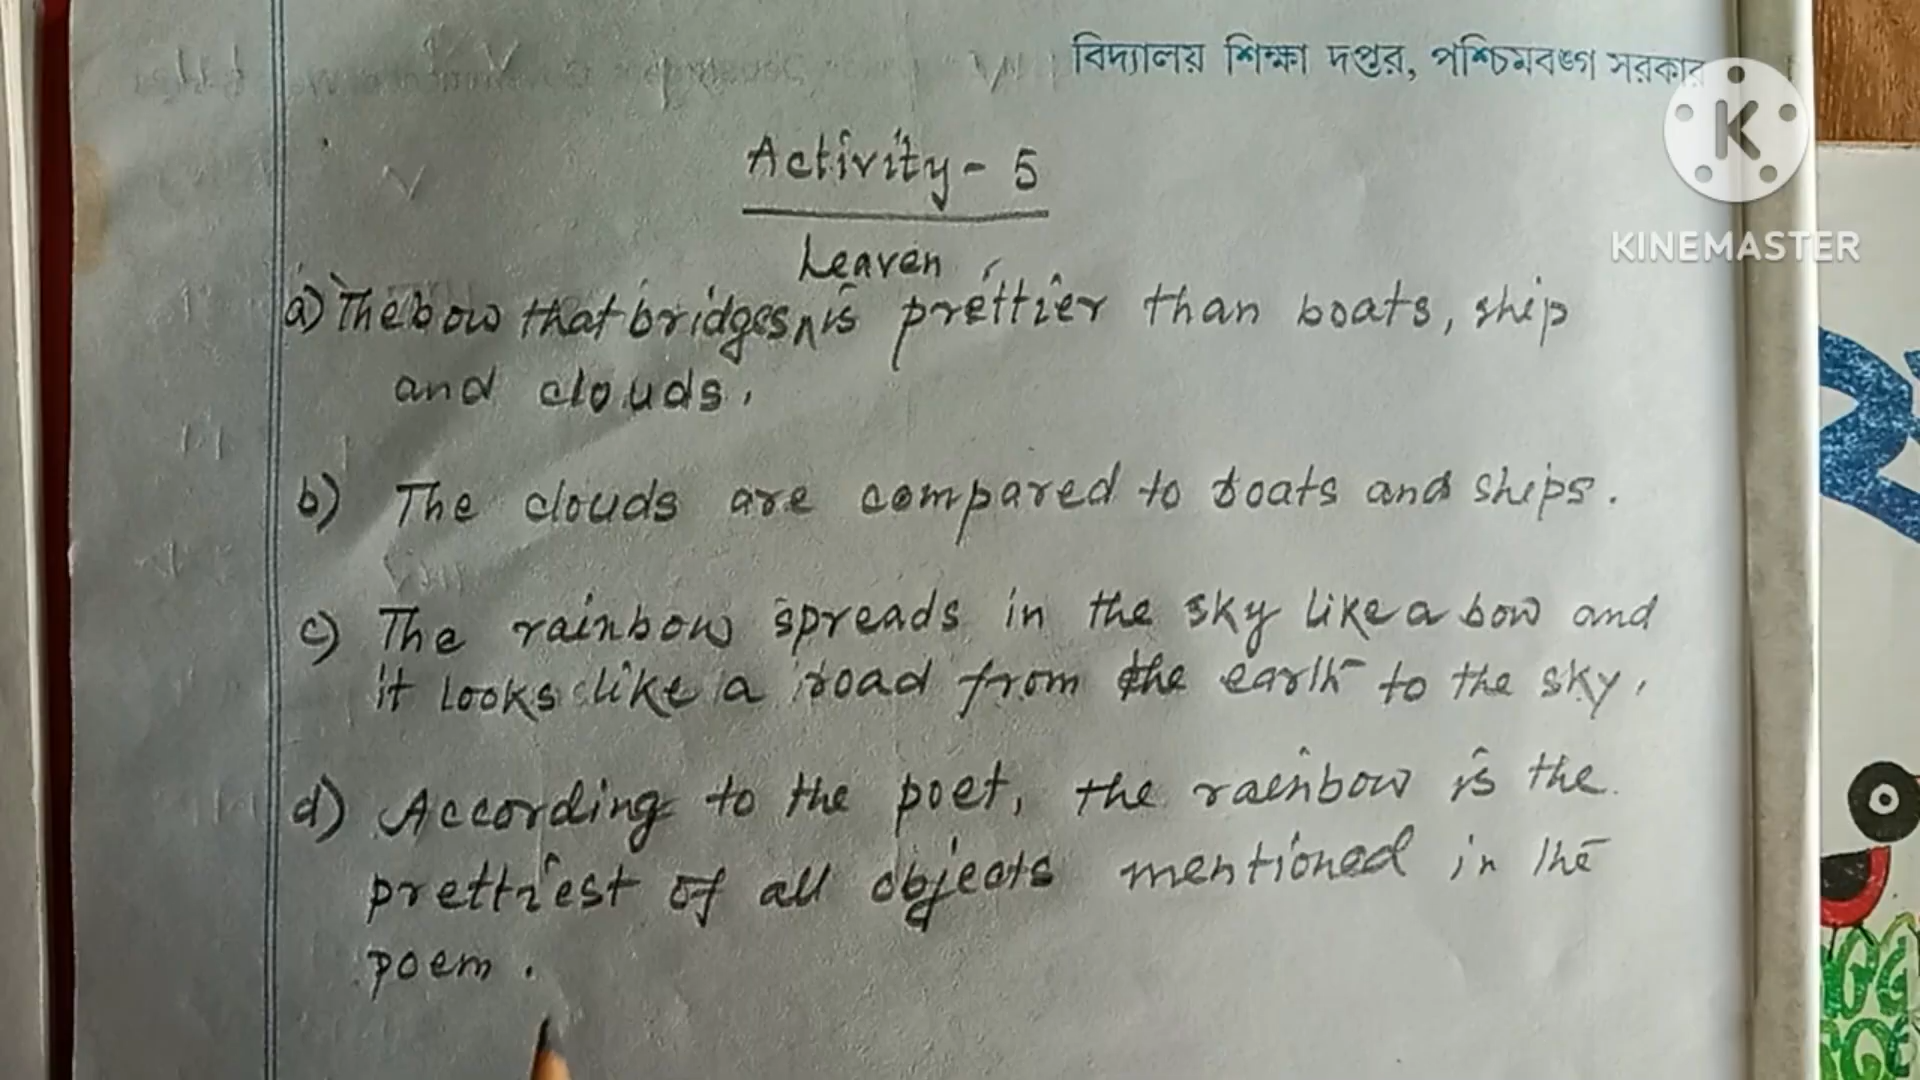 বিদ্যালয় শিক্ষা দপ্তর, পশ্চিমবঙ্গ সরকার
K
KINEMASTER
Activity - 5
heaven
a) The bow that bridges ^ is prettier than boats, ship
and clouds.
b) The clouds are compared to boats and ships.
c) The rainbow spreads in the sky like a bow and
it looks like a road from the earth to the sky.
d) According to the poet, the rainbow is the
prettiest of all objects mentioned in the
poem.